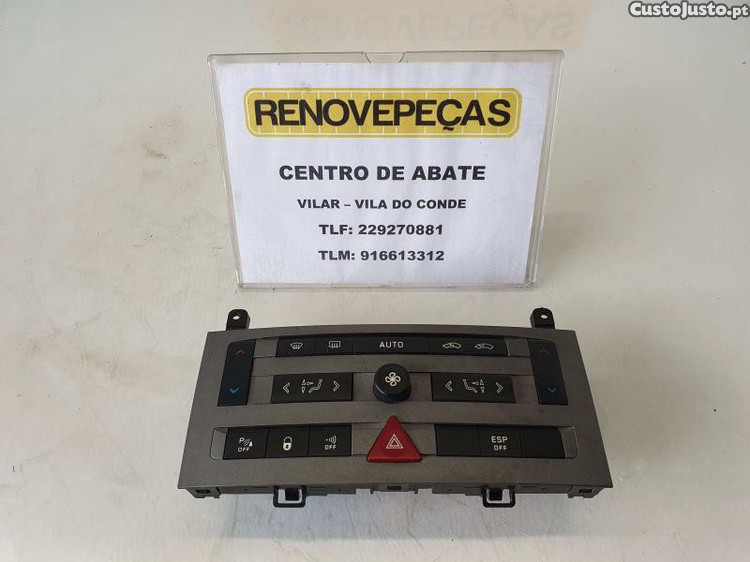 CustoJusto.pt
RENOVEPEÇAS
RENOVEPEÇAS
CENTRO DE ABATE
VILAR – VILA DO CONDE
TLF: 229270881
TLM: 916613312
AUTO
P OFF
OFF
ESP OFF